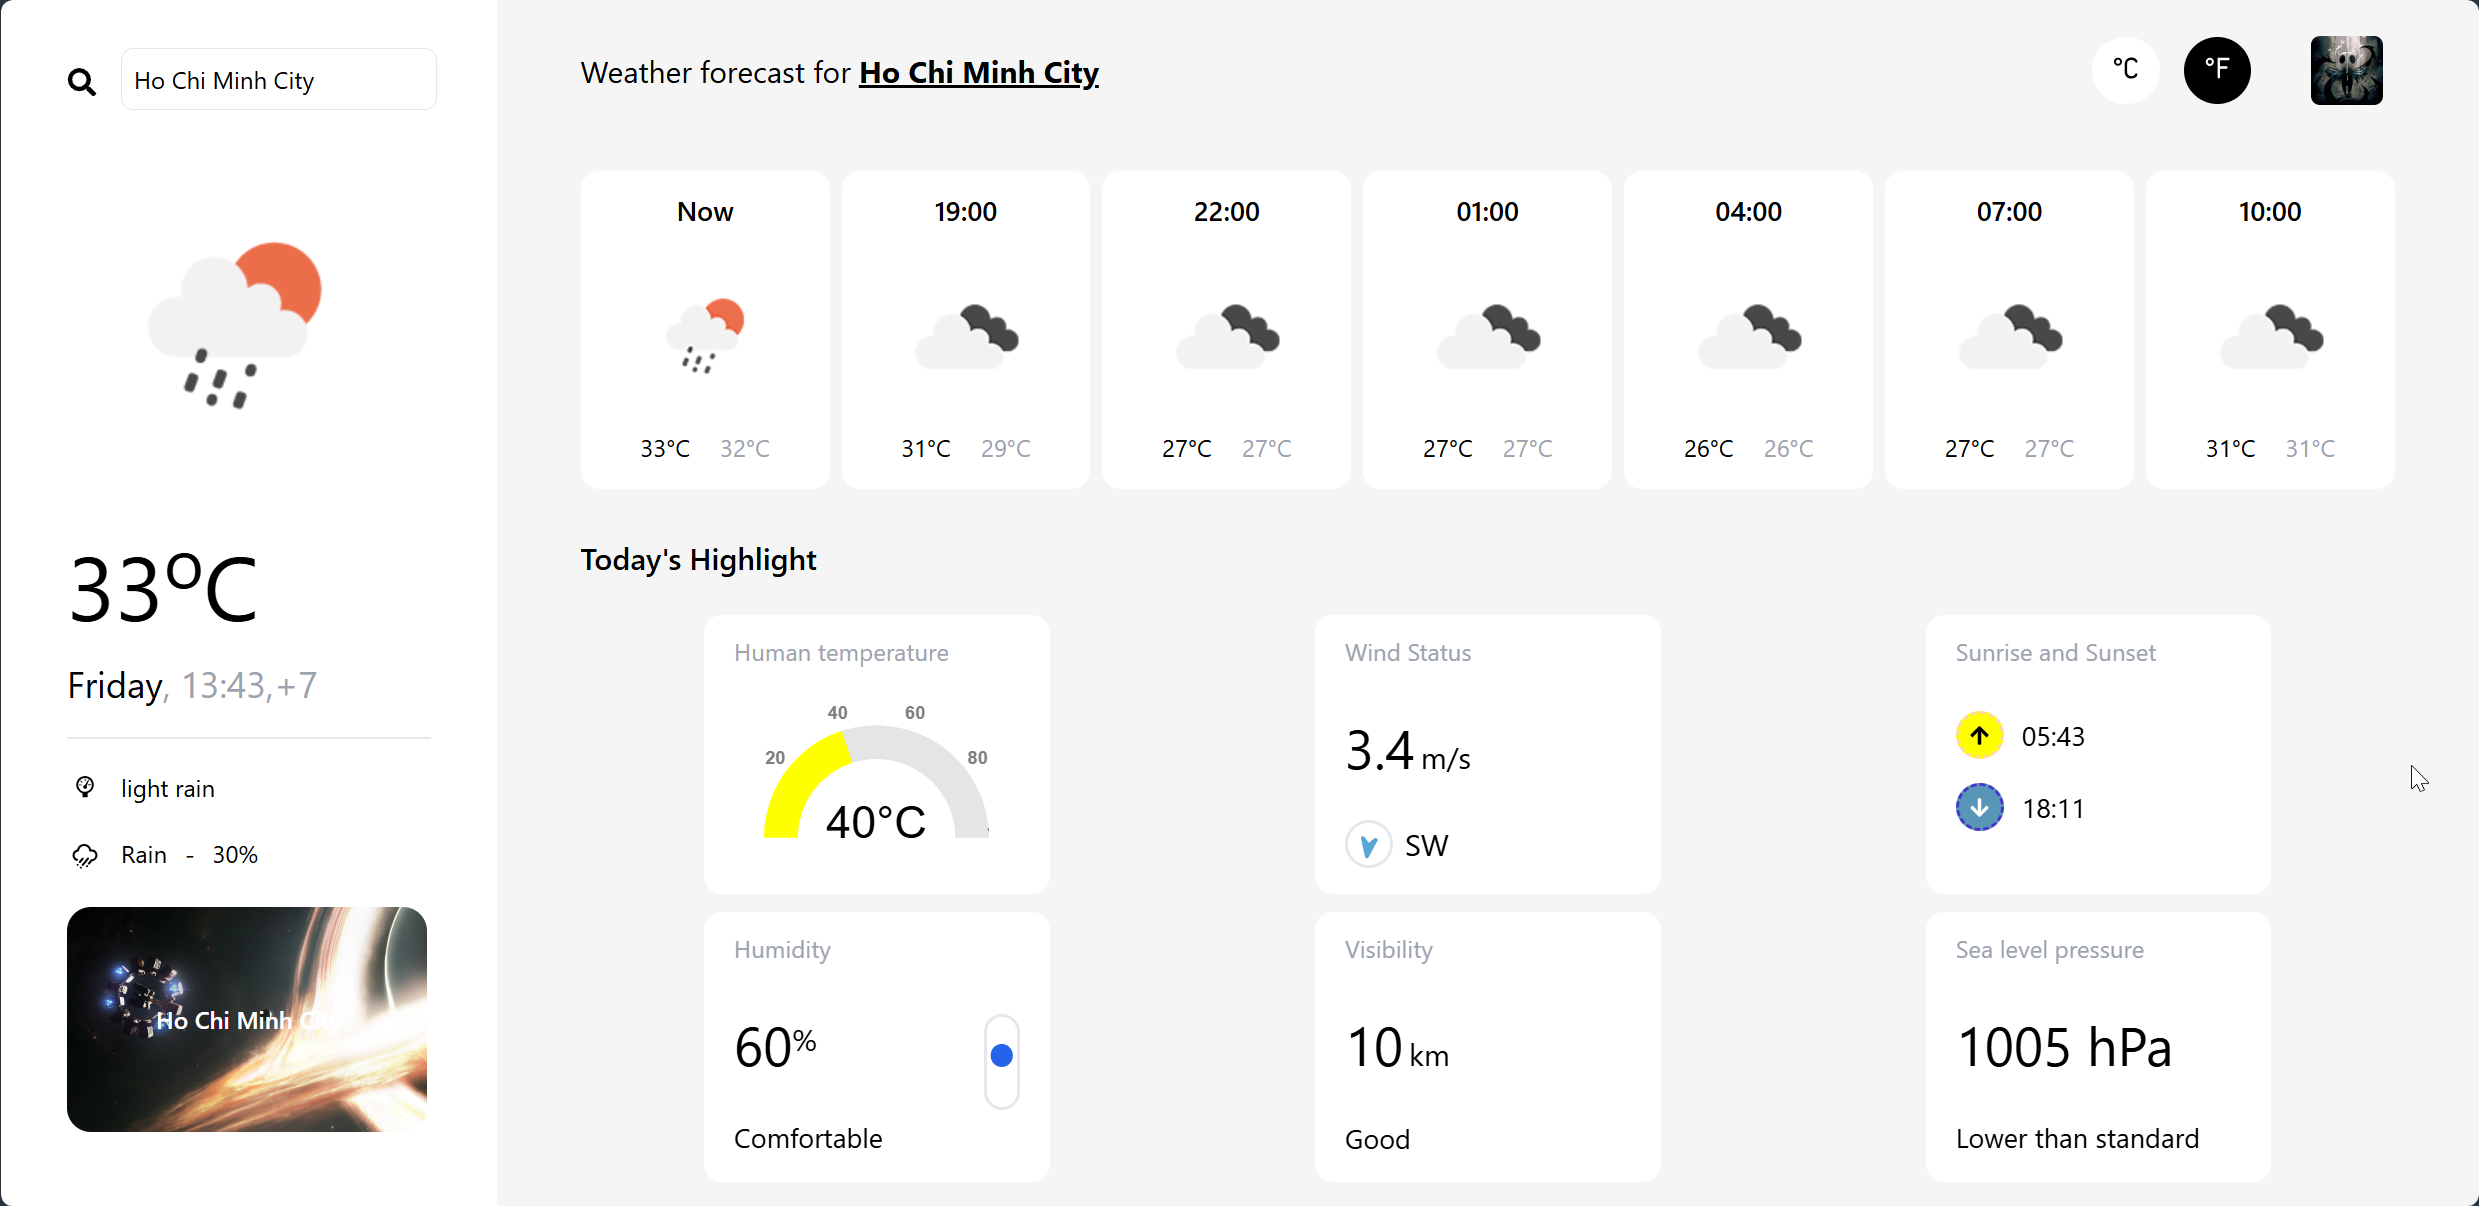 Ho Chi Minh City
33°C
Friday, 13:43,+7
light rain
Rain - 30%
Ho Chi Minh City
Weather forecast for Ho Chi Minh City
°C °F
Now 19:00 22:00 01:00 04:00 07:00 10:00
33°C 32°C 31°C 29°C 27°C 27°C 27°C 27°C 26°C 26°C 27°C 27°C 31°C 31°C
Today's Highlight
Human temperature
20 40 60 80
40°C
Wind Status
3.4 m/s
SW
Sunrise and Sunset
05:43
18:11
Humidity
60%
Comfortable
Visibility
10 km
Good
Sea level pressure
1005 hPa
Lower than standard